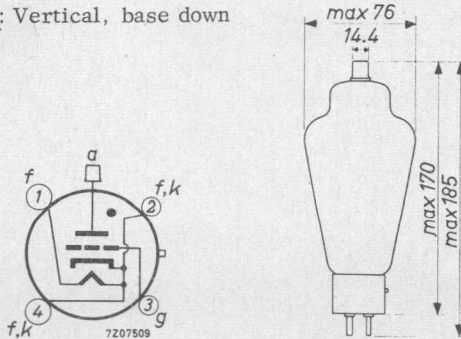 : Vertical, base down
max 76
14.4
a
f
1
f,k
2
max 170
max 185
4
f,k
3
g
7Z07509